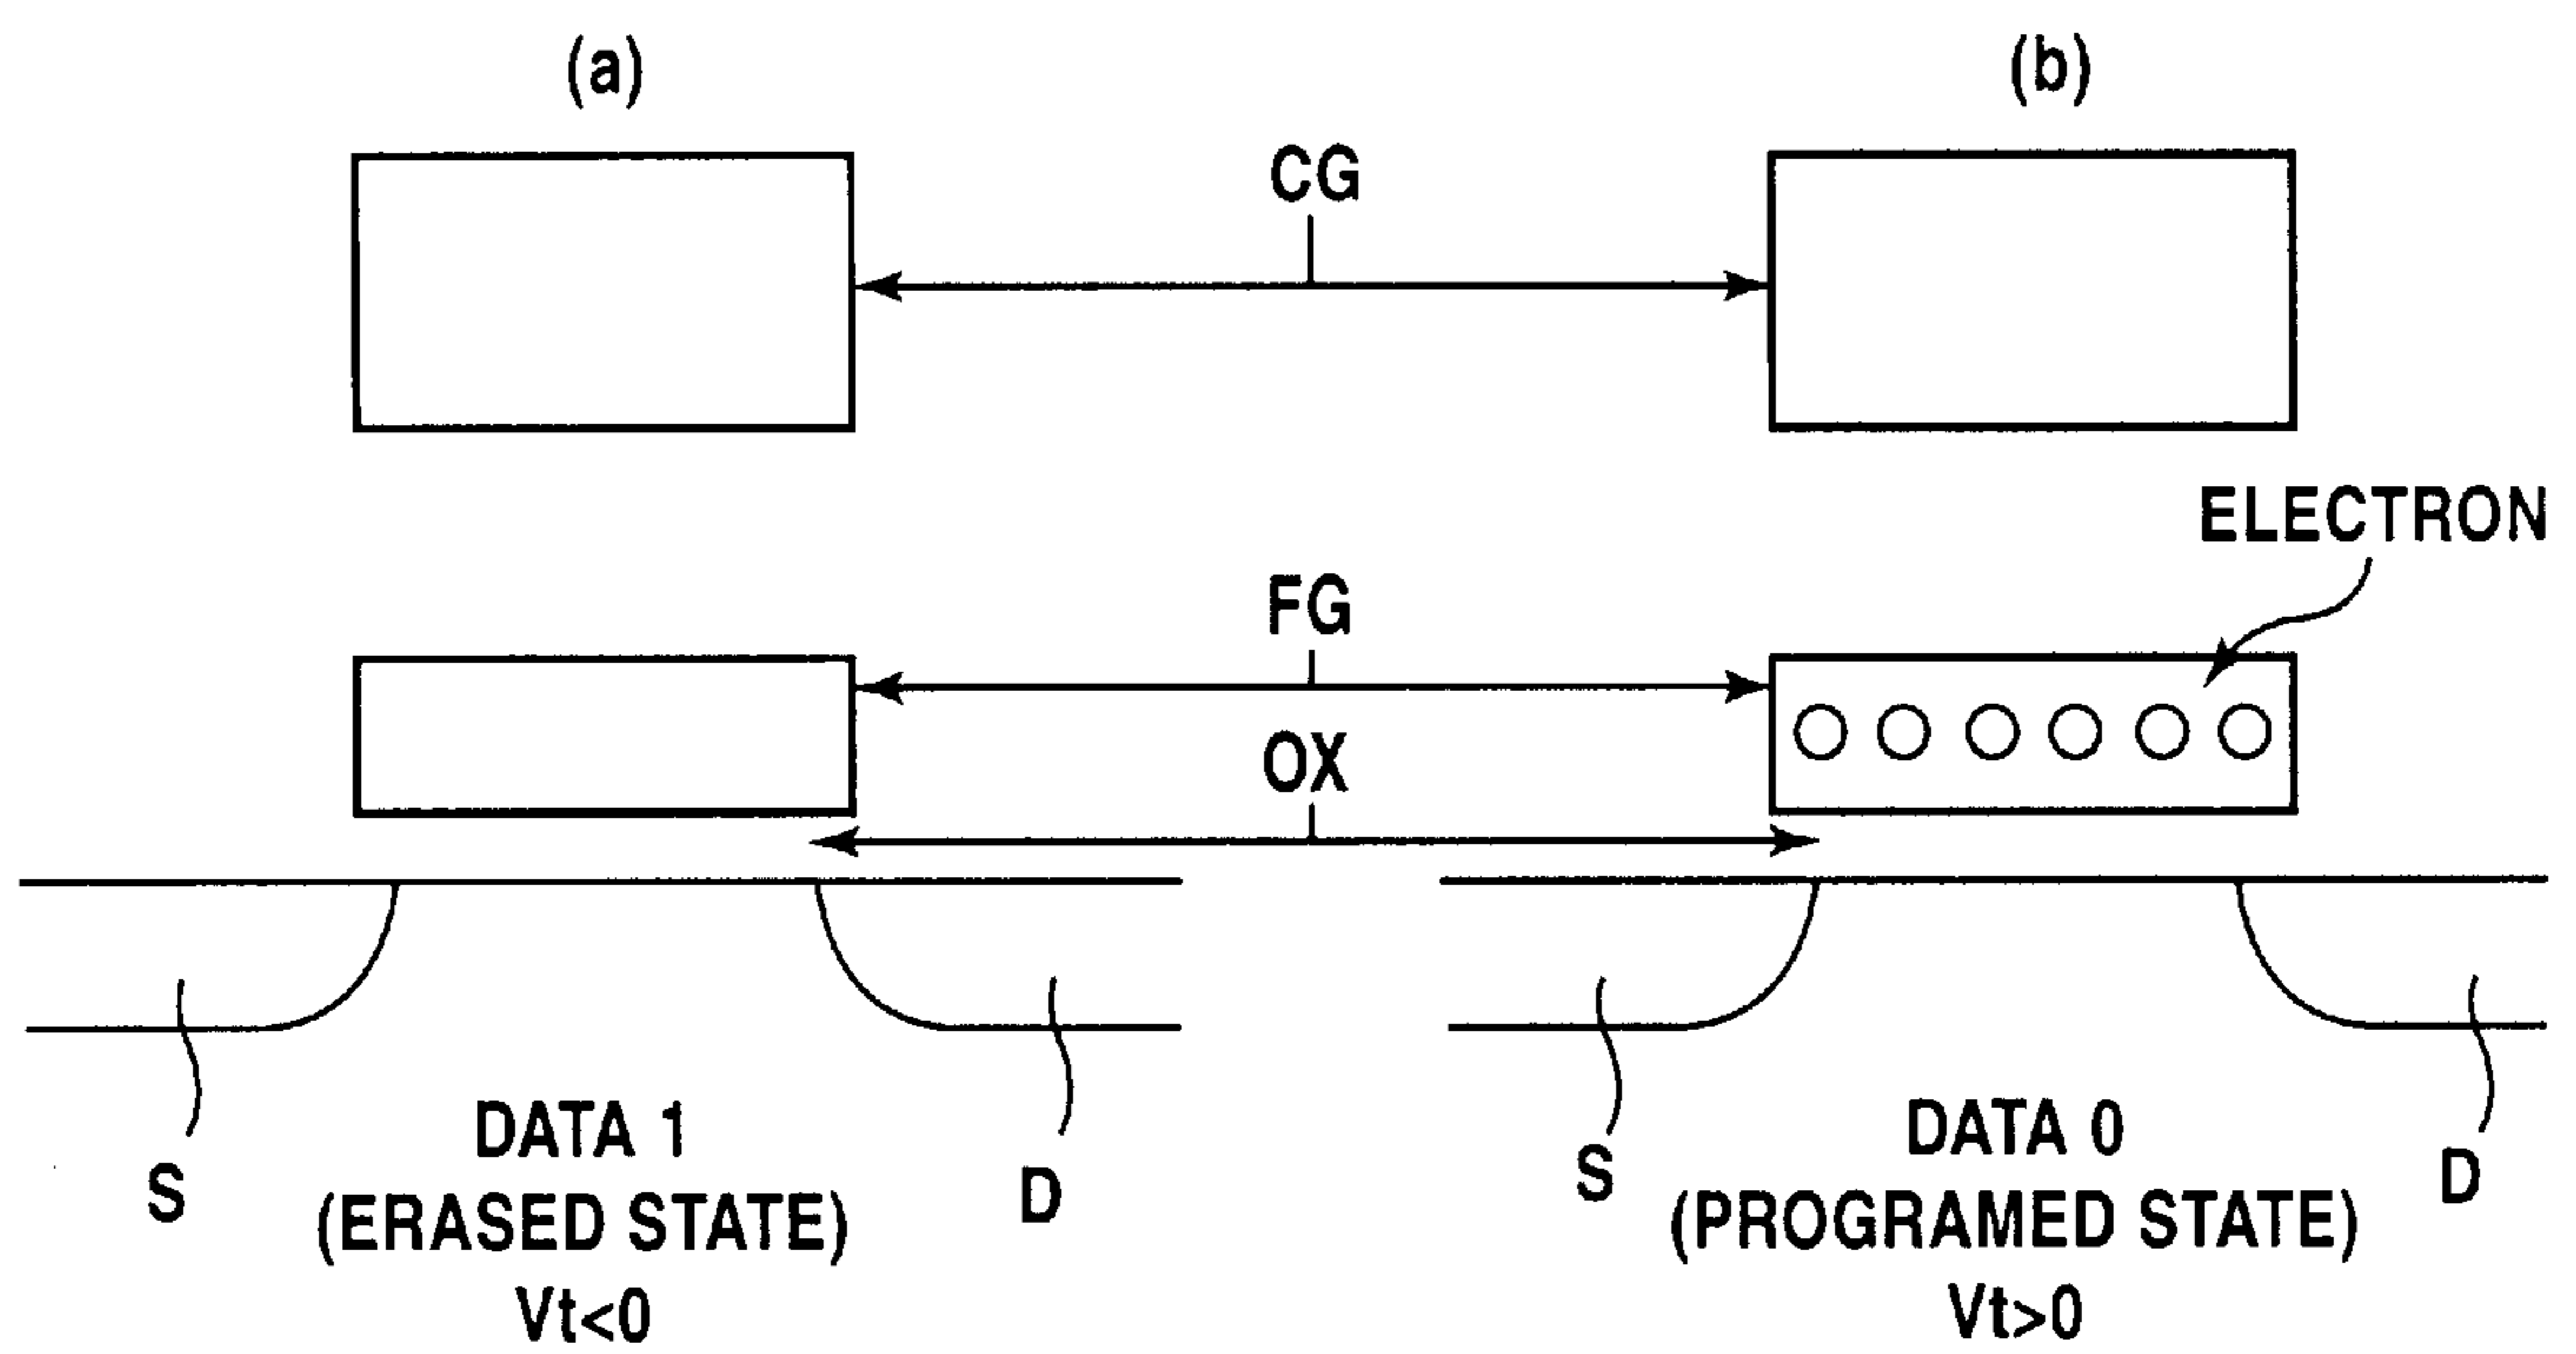 (a)
(b)
CG
ELECTRON
FG
OX
S
D
S
D
DATA 1
(ERASED STATE)
Vt<0
DATA 0
(PROGRAMED STATE)
Vt>0